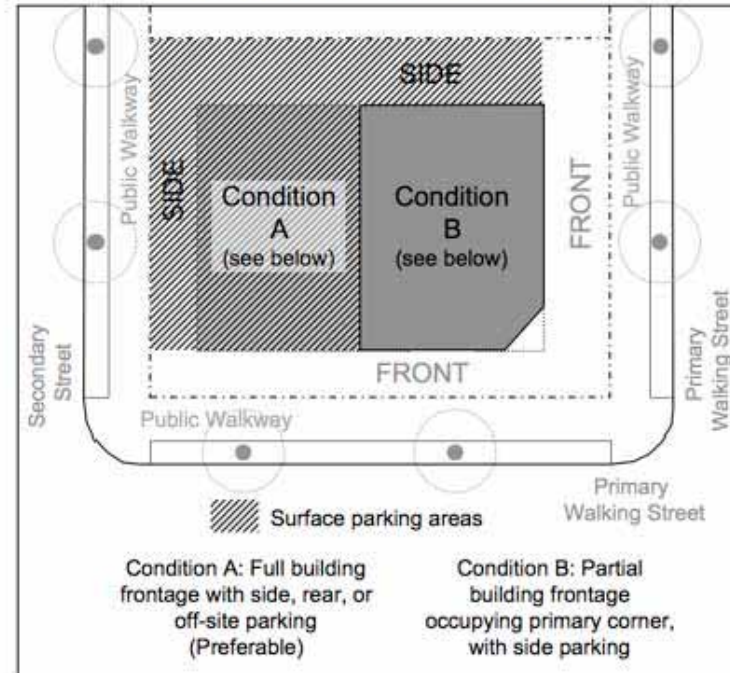 SIDE
Public Walkway
Public Walkway
SIDE
Condition
A
(see below)
Condition
B
(see below)
FRONT
Secondary
Street
Primary
Walking Street
FRONT
Public Walkway
Primary
Walking Street
Surface parking areas
Condition A: Full building
frontage with side, rear, or
off-site parking
(Preferable)
Condition B: Partial
building frontage
occupying primary corner,
with side parking